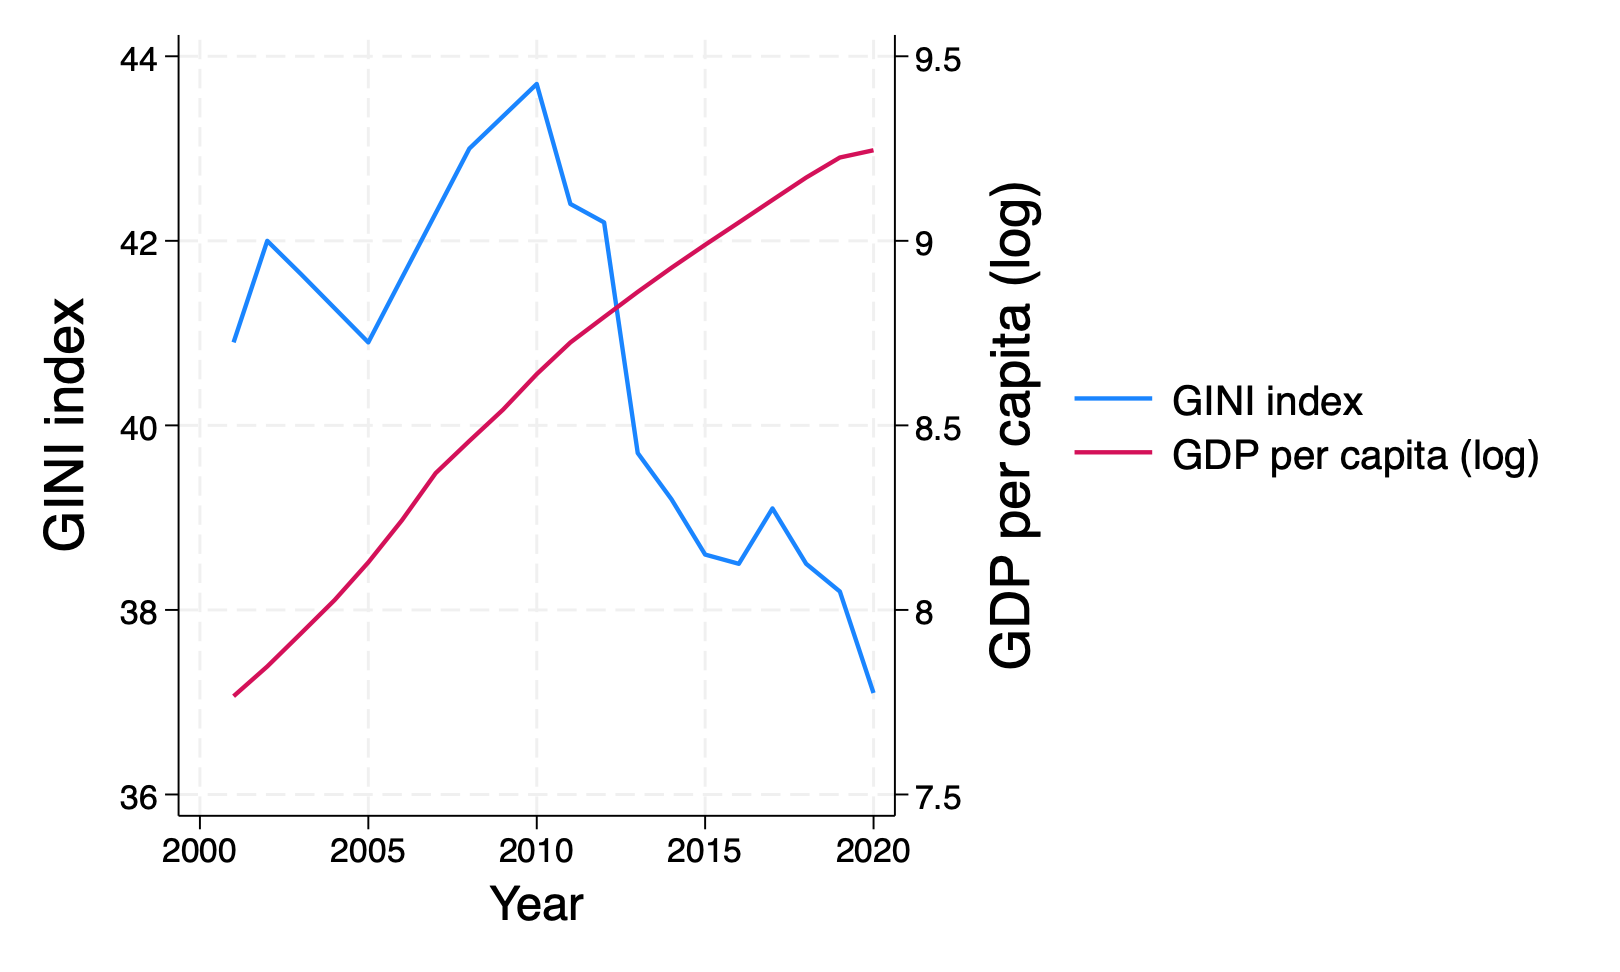 44
42
40
38
36
GINI index
9.5
9
8.5
8
7.5
GDP per capita (log)
2000 2005 2010 2015 2020
Year
GINI index
GDP per capita (log)